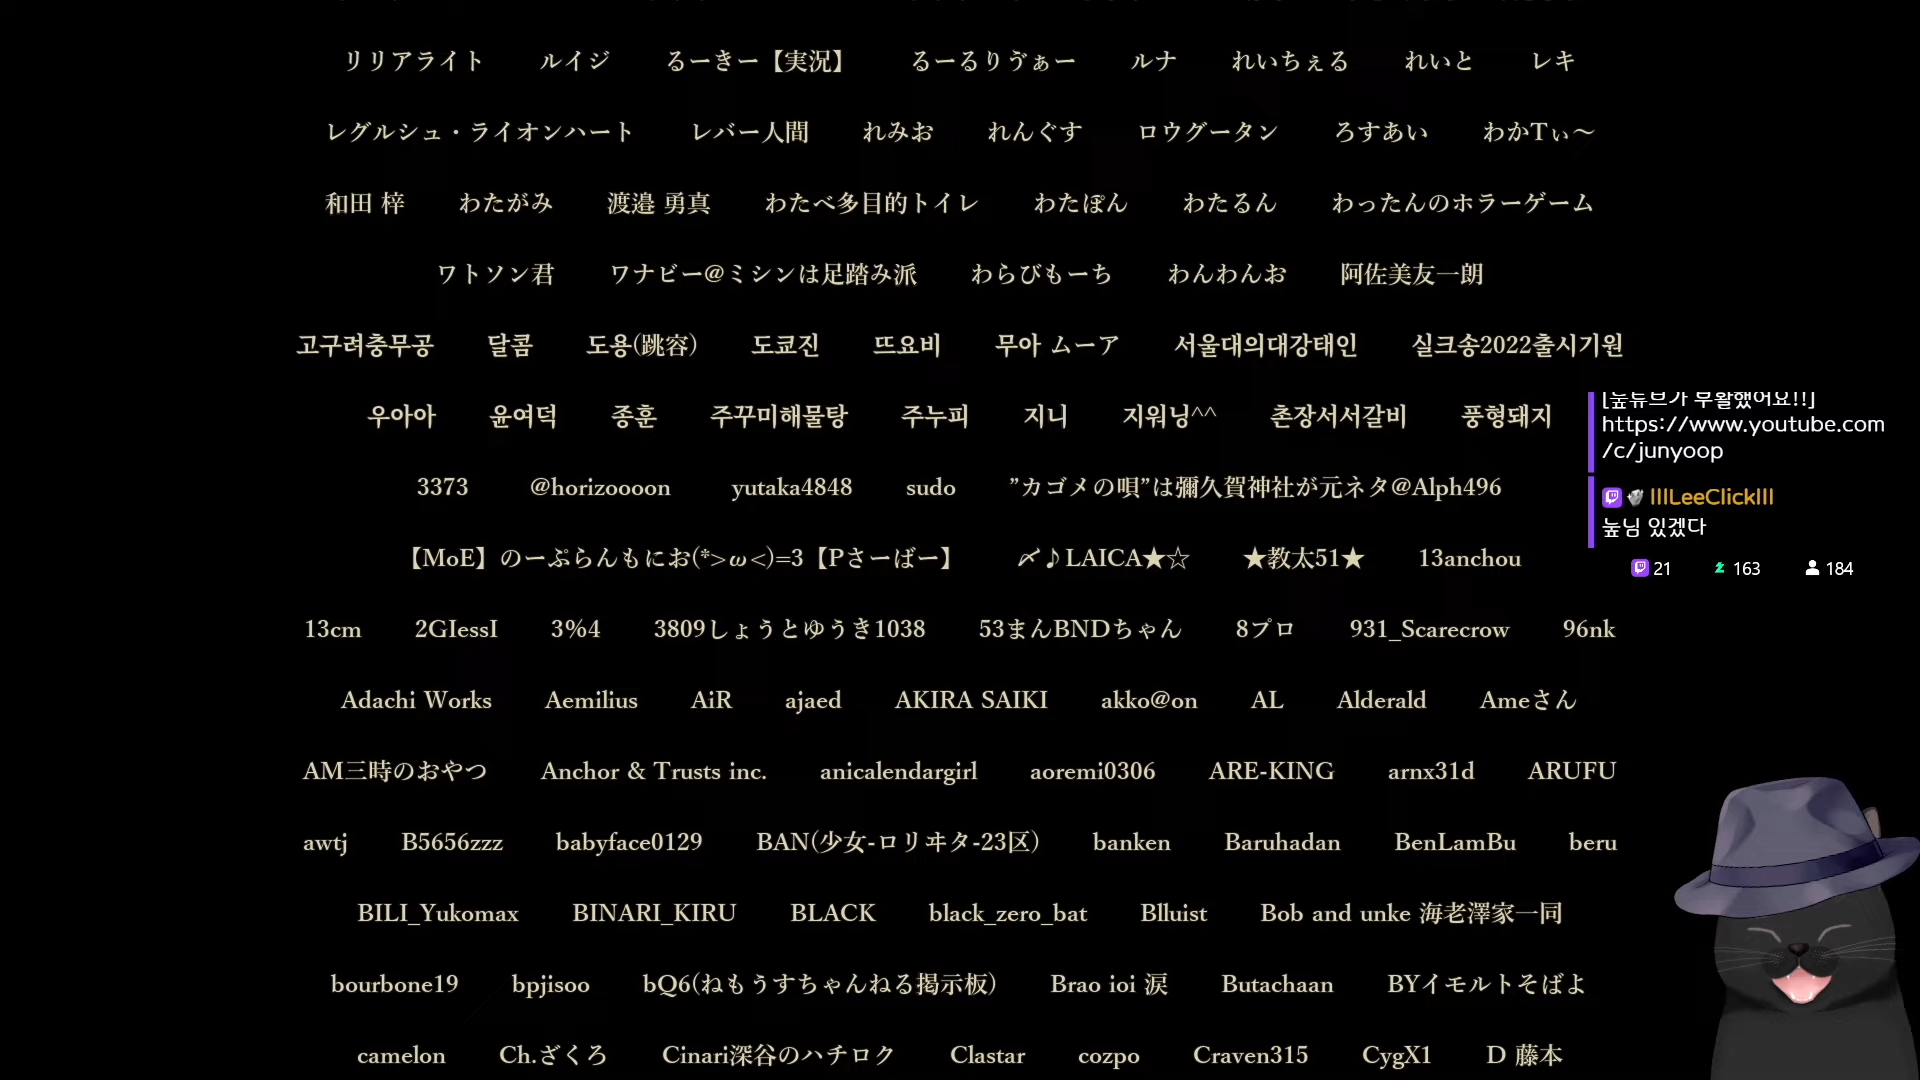 リリアライト ルイジ るーきー【実況】 るーるりゔぁー ルナ れいちぇる れいと レキ
レグルシュ・ライオンハート レバー人間 れみお れんぐす ロウグータン ろすあい わかTぃ〜
和田 梓 わたがみ 渡邉 勇真 わたべ多目的トイレ わたぽん わたるん わったんのホラーゲーム
ワトソン君 ワナビー@ミシンは足踏み派 わらびもーち わんわんお 阿佐美友一朗
고구려충무공 달콤 도용(跳容) 도쿄진 뜨요비 무아 ムーア 서울대의대강태인 실크송2022출시기원
우아아 윤여덕 종훈 주꾸미해물탕 주누피 지니 지워닝^^ 촌장서서갈비 풍형돼지
[눞튜브가 부활했어요!!]
https://www.youtube.com
/c/junyoop
3373 @horizoooon yutaka4848 sudo ”カゴメの唄”は彌久賀神社が元ネタ@Alph496
lllLeeClicklll
눞님 있겠다
【MoE】のーぷらんもにお(*>ω<)=3【Pさーばー】 〆♪LAICA★☆ ★教太51★ 13anchou
21 163 184
13cm 2GIessI 3%4 3809しょうとゆうき1038 53まんBNDちゃん 8プロ 931_Scarecrow 96nk
Adachi Works Aemilius AiR ajaed AKIRA SAIKI akko@on AL Alderald Ameさん
AM三時のおやつ Anchor & Trusts inc. anicalendargirl aoremi0306 ARE-KING arnx31d ARUFU
awtj B5656zzz babyface0129 BAN(少女-ロリヰタ-23区) banken Baruhadan BenLamBu beru
BILI_Yukomax BINARI_KIRU BLACK black_zero_bat Blluist Bob and unke 海老澤家一同
bourbone19 bpjisoo bQ6(ねもうすちゃんねる掲示板) Brao ioi 涙 Butachaan BYイモルトそばよ
camelon Ch.ざくろ Cinari深谷のハチロク Clastar cozpo Craven315 CygX1 D 藤本